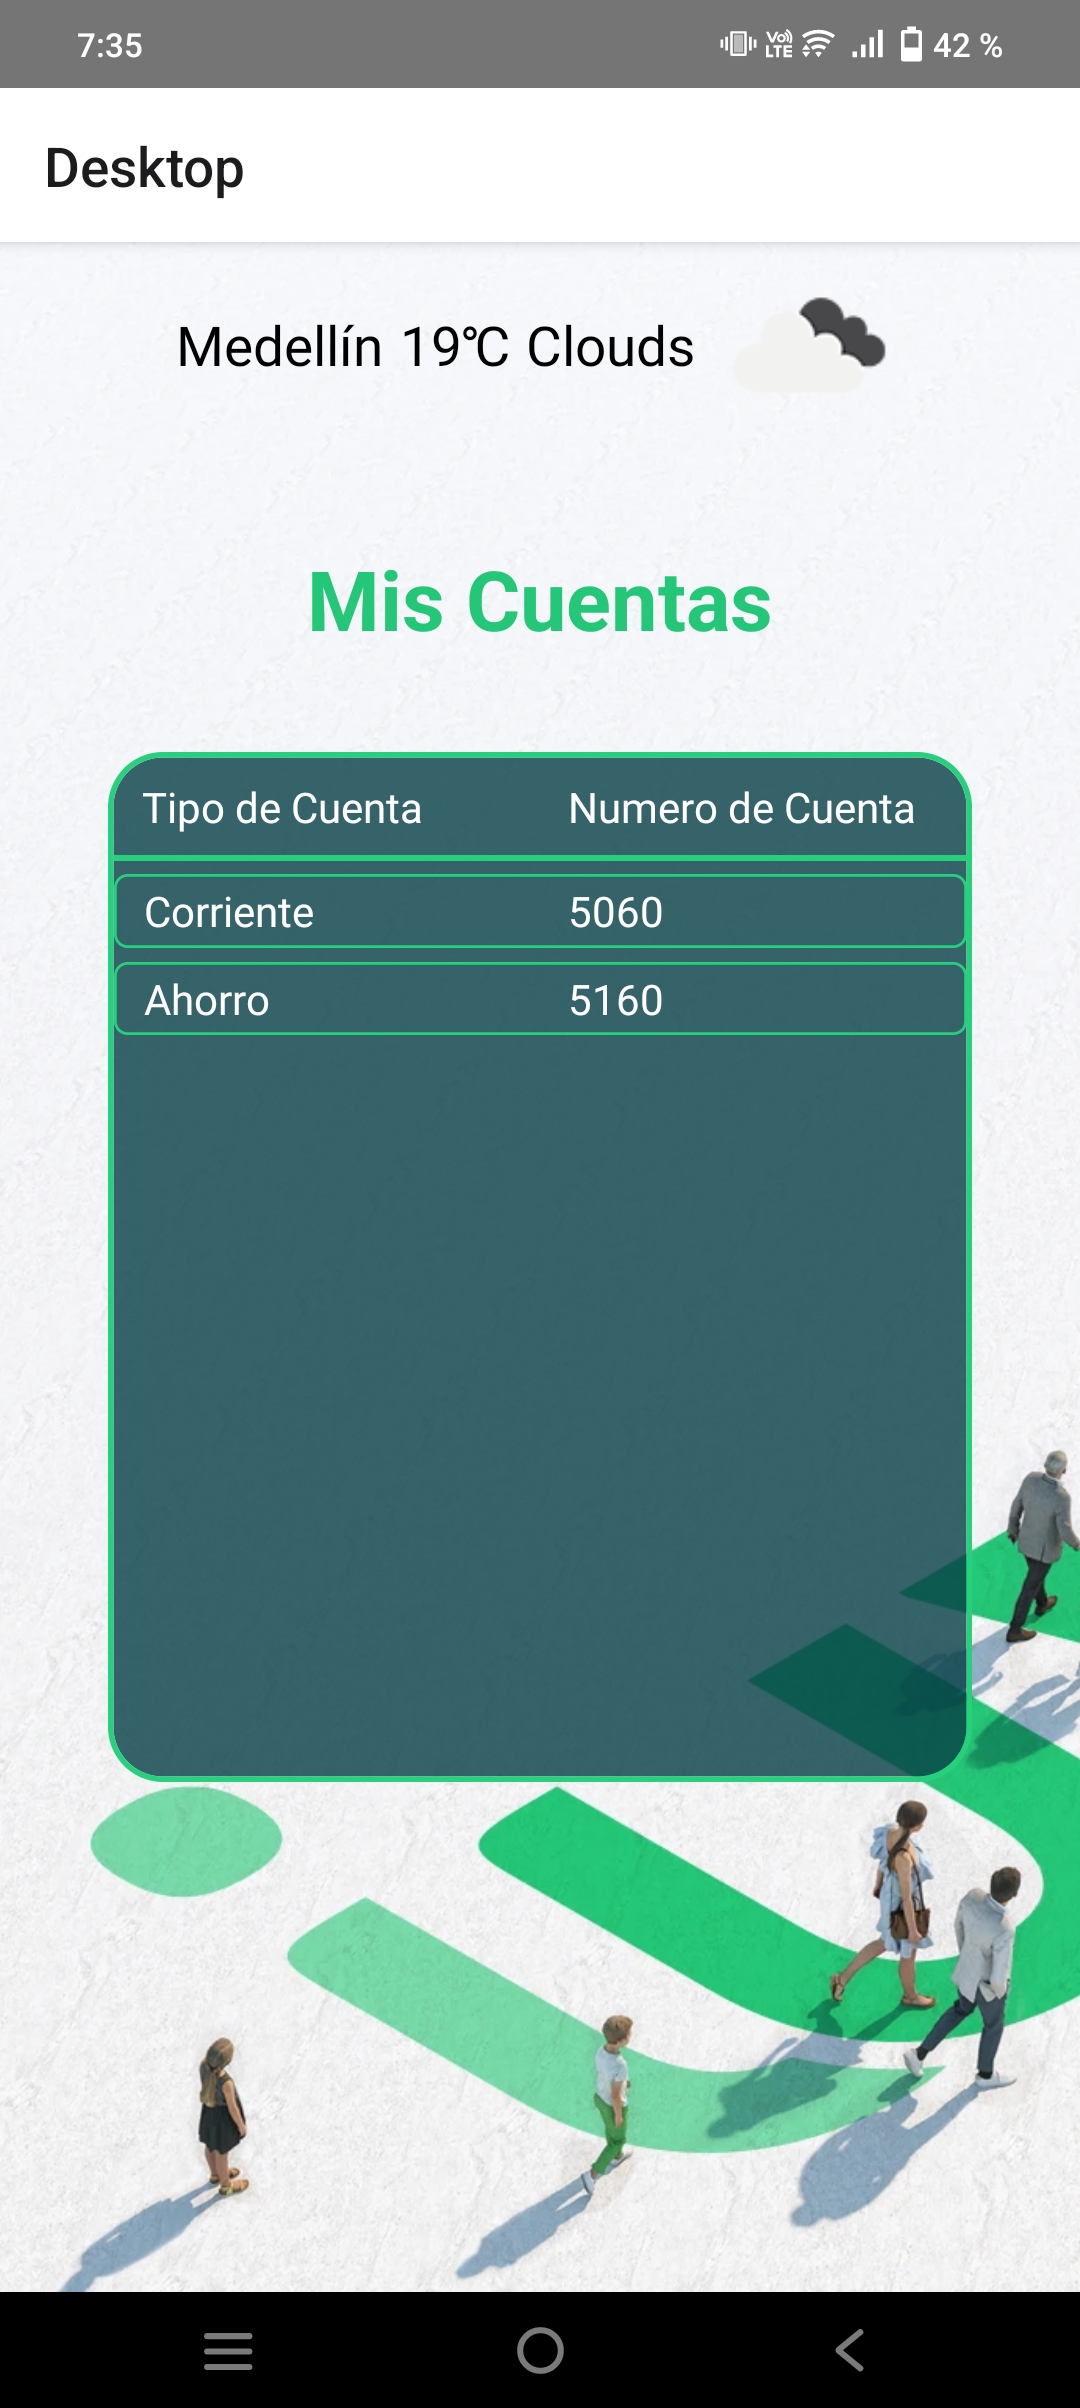 7:35 Vo)) LTE 42 %
Desktop
Medellín 19°C Clouds
Mis Cuentas
Tipo de Cuenta Numero de Cuenta
Corriente 5060
Ahorro 5160